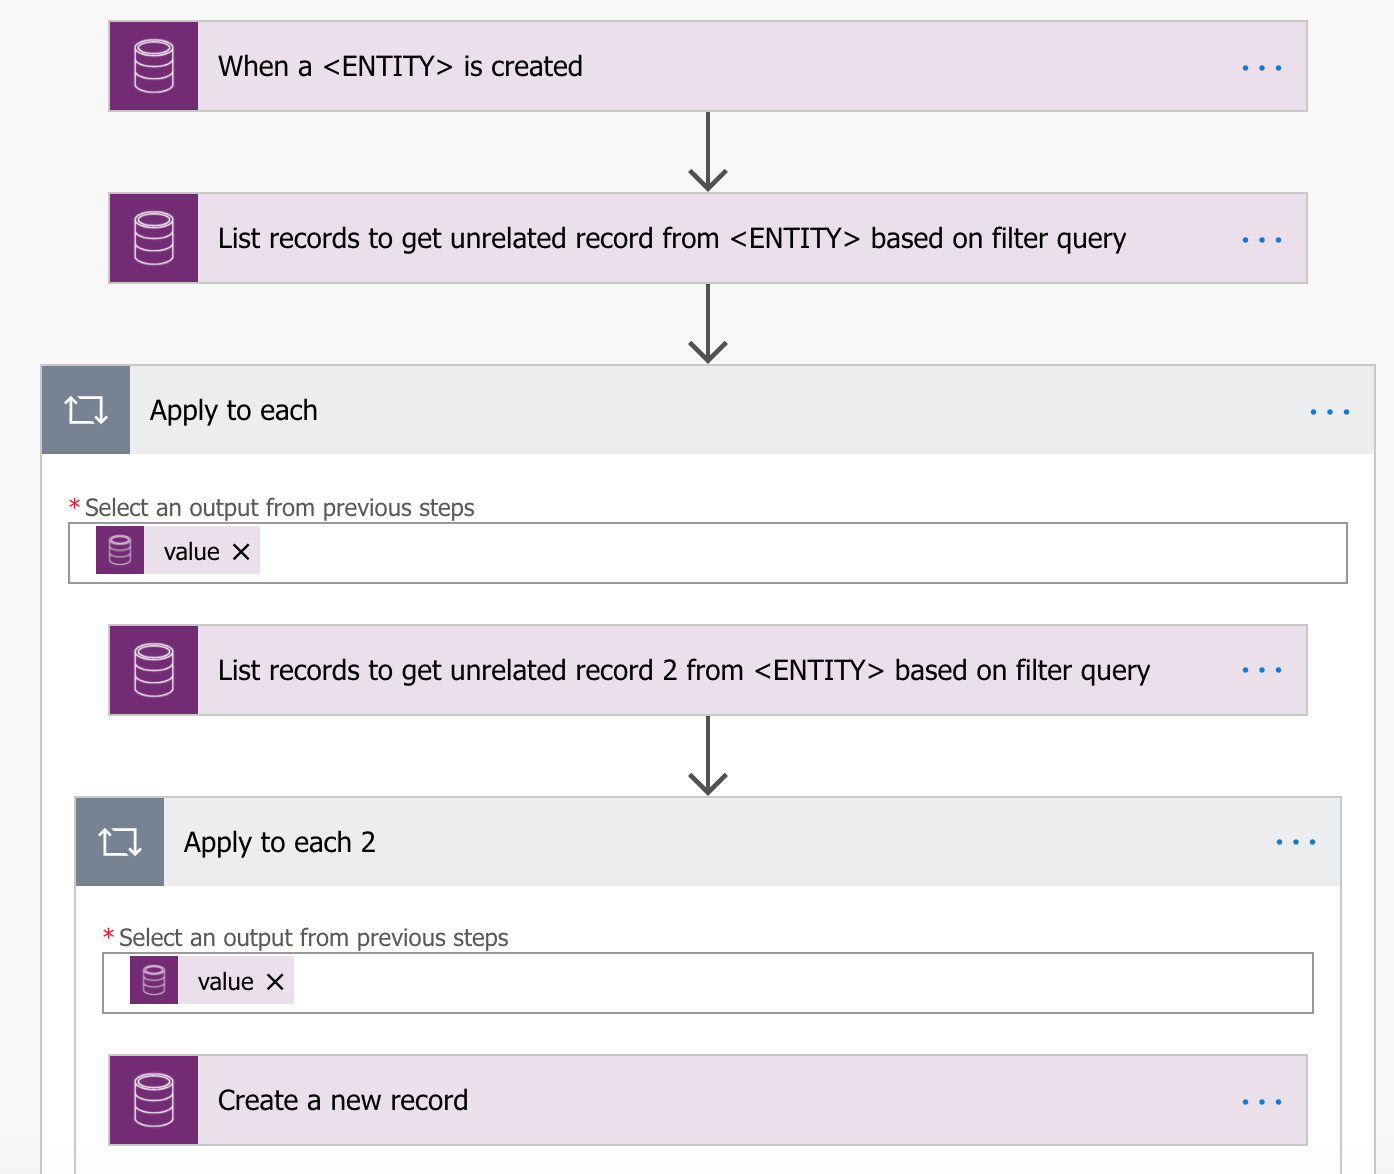 When a <ENTITY> is created
List records to get unrelated record from <ENTITY> based on filter query
Apply to each
* Select an output from previous steps
value
List records to get unrelated record 2 from <ENTITY> based on filter query
Apply to each 2
* Select an output from previous steps
value
Create a new record